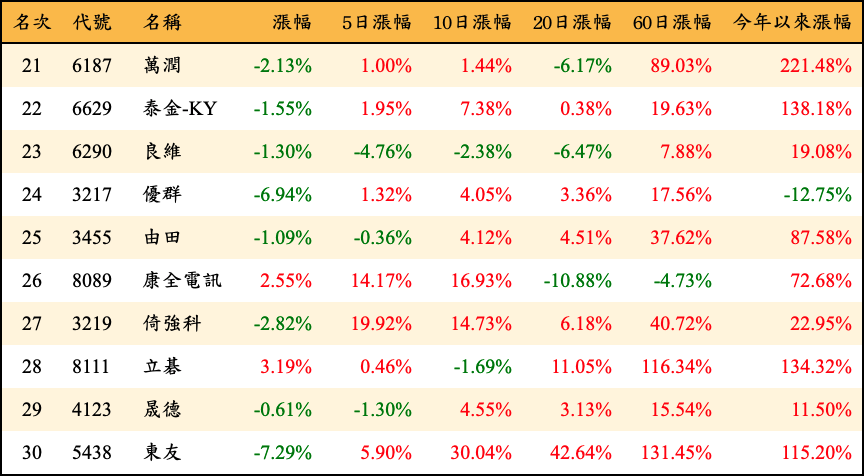 名次 代號 名稱 漲幅 5日漲幅 10日漲幅 20日漲幅 60日漲幅 今年以來漲幅
21 6187 萬潤 -2.13% 1.00% 1.44% -6.17% 89.03% 221.48%
22 6629 泰金-KY -1.55% 1.95% 7.38% 0.38% 19.63% 138.18%
23 6290 良維 -1.30% -4.76% -2.38% -6.47% 7.88% 19.08%
24 3217 優群 -6.94% 1.32% 4.05% 3.36% 17.56% -12.75%
25 3455 由田 -1.09% -0.36% 4.12% 4.51% 37.62% 87.58%
26 8089 康全電訊 2.55% 14.17% 16.93% -10.88% -4.73% 72.68%
27 3219 倚強科 -2.82% 19.92% 14.73% 6.18% 40.72% 22.95%
28 8111 立碁 3.19% 0.46% -1.69% 11.05% 116.34% 134.32%
29 4123 晟德 -0.61% -1.30% 4.55% 3.13% 15.54% 11.50%
30 5438 東友 -7.29% 5.90% 30.04% 42.64% 131.45% 115.20%